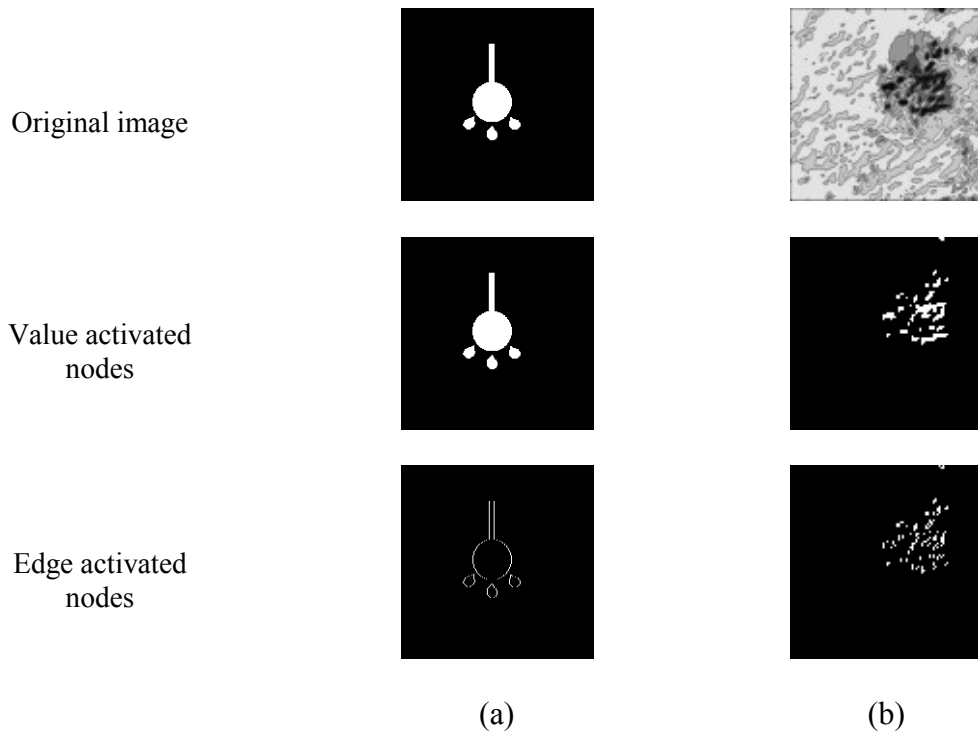 Original image
Value activated
nodes
Edge activated
nodes
(a)
(b)